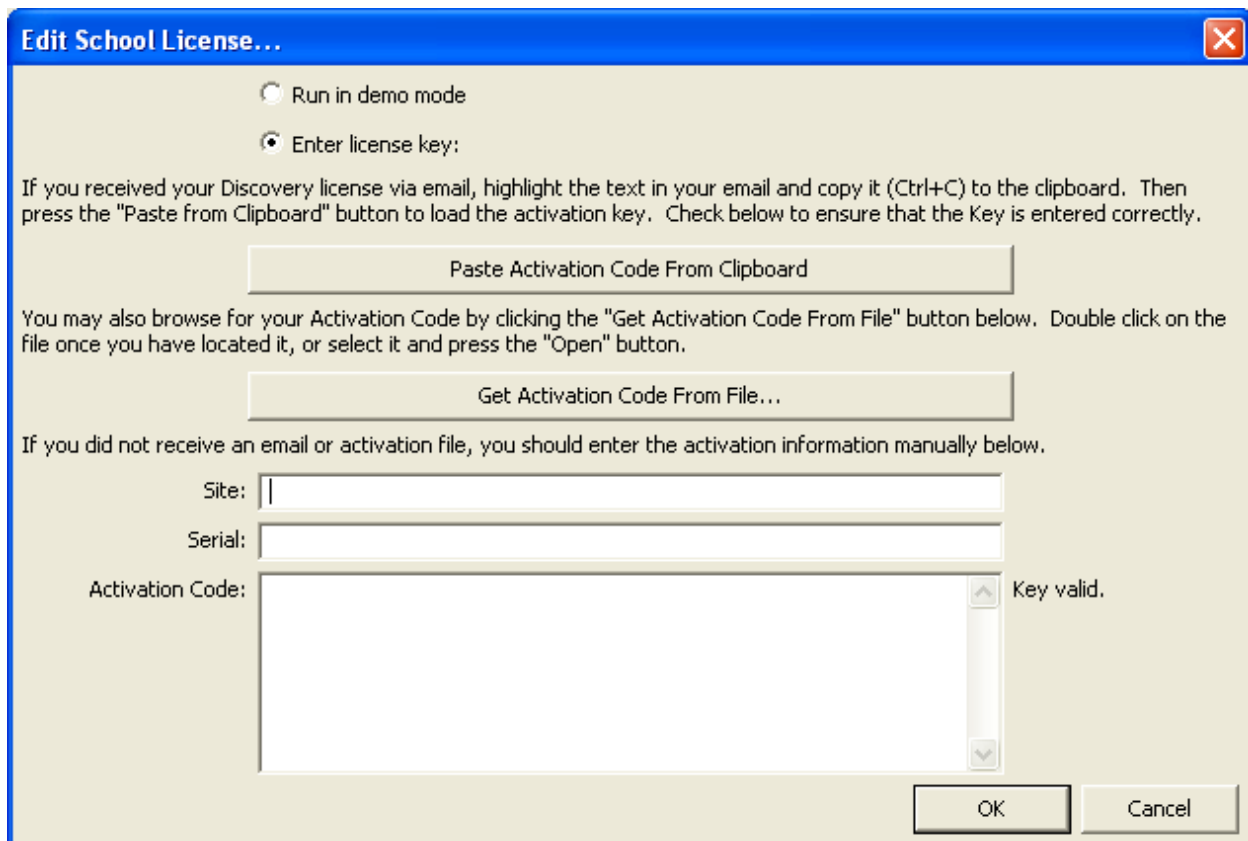 Edit School License...
Run in demo mode
Enter license key:
If you received your Discovery license via email, highlight the text in your email and copy it (Ctrl+C) to the clipboard.  Then
press the "Paste from Clipboard" button to load the activation key.  Check below to ensure that the Key is entered correctly.
Paste Activation Code From Clipboard
You may also browse for your Activation Code by clicking the "Get Activation Code From File" button below.  Double click on the
file once you have located it, or select it and press the "Open" button.
Get Activation Code From File...
If you did not receive an email or activation file, you should enter the activation information manually below.
Site:
Serial:
Activation Code: Key valid.
OK Cancel